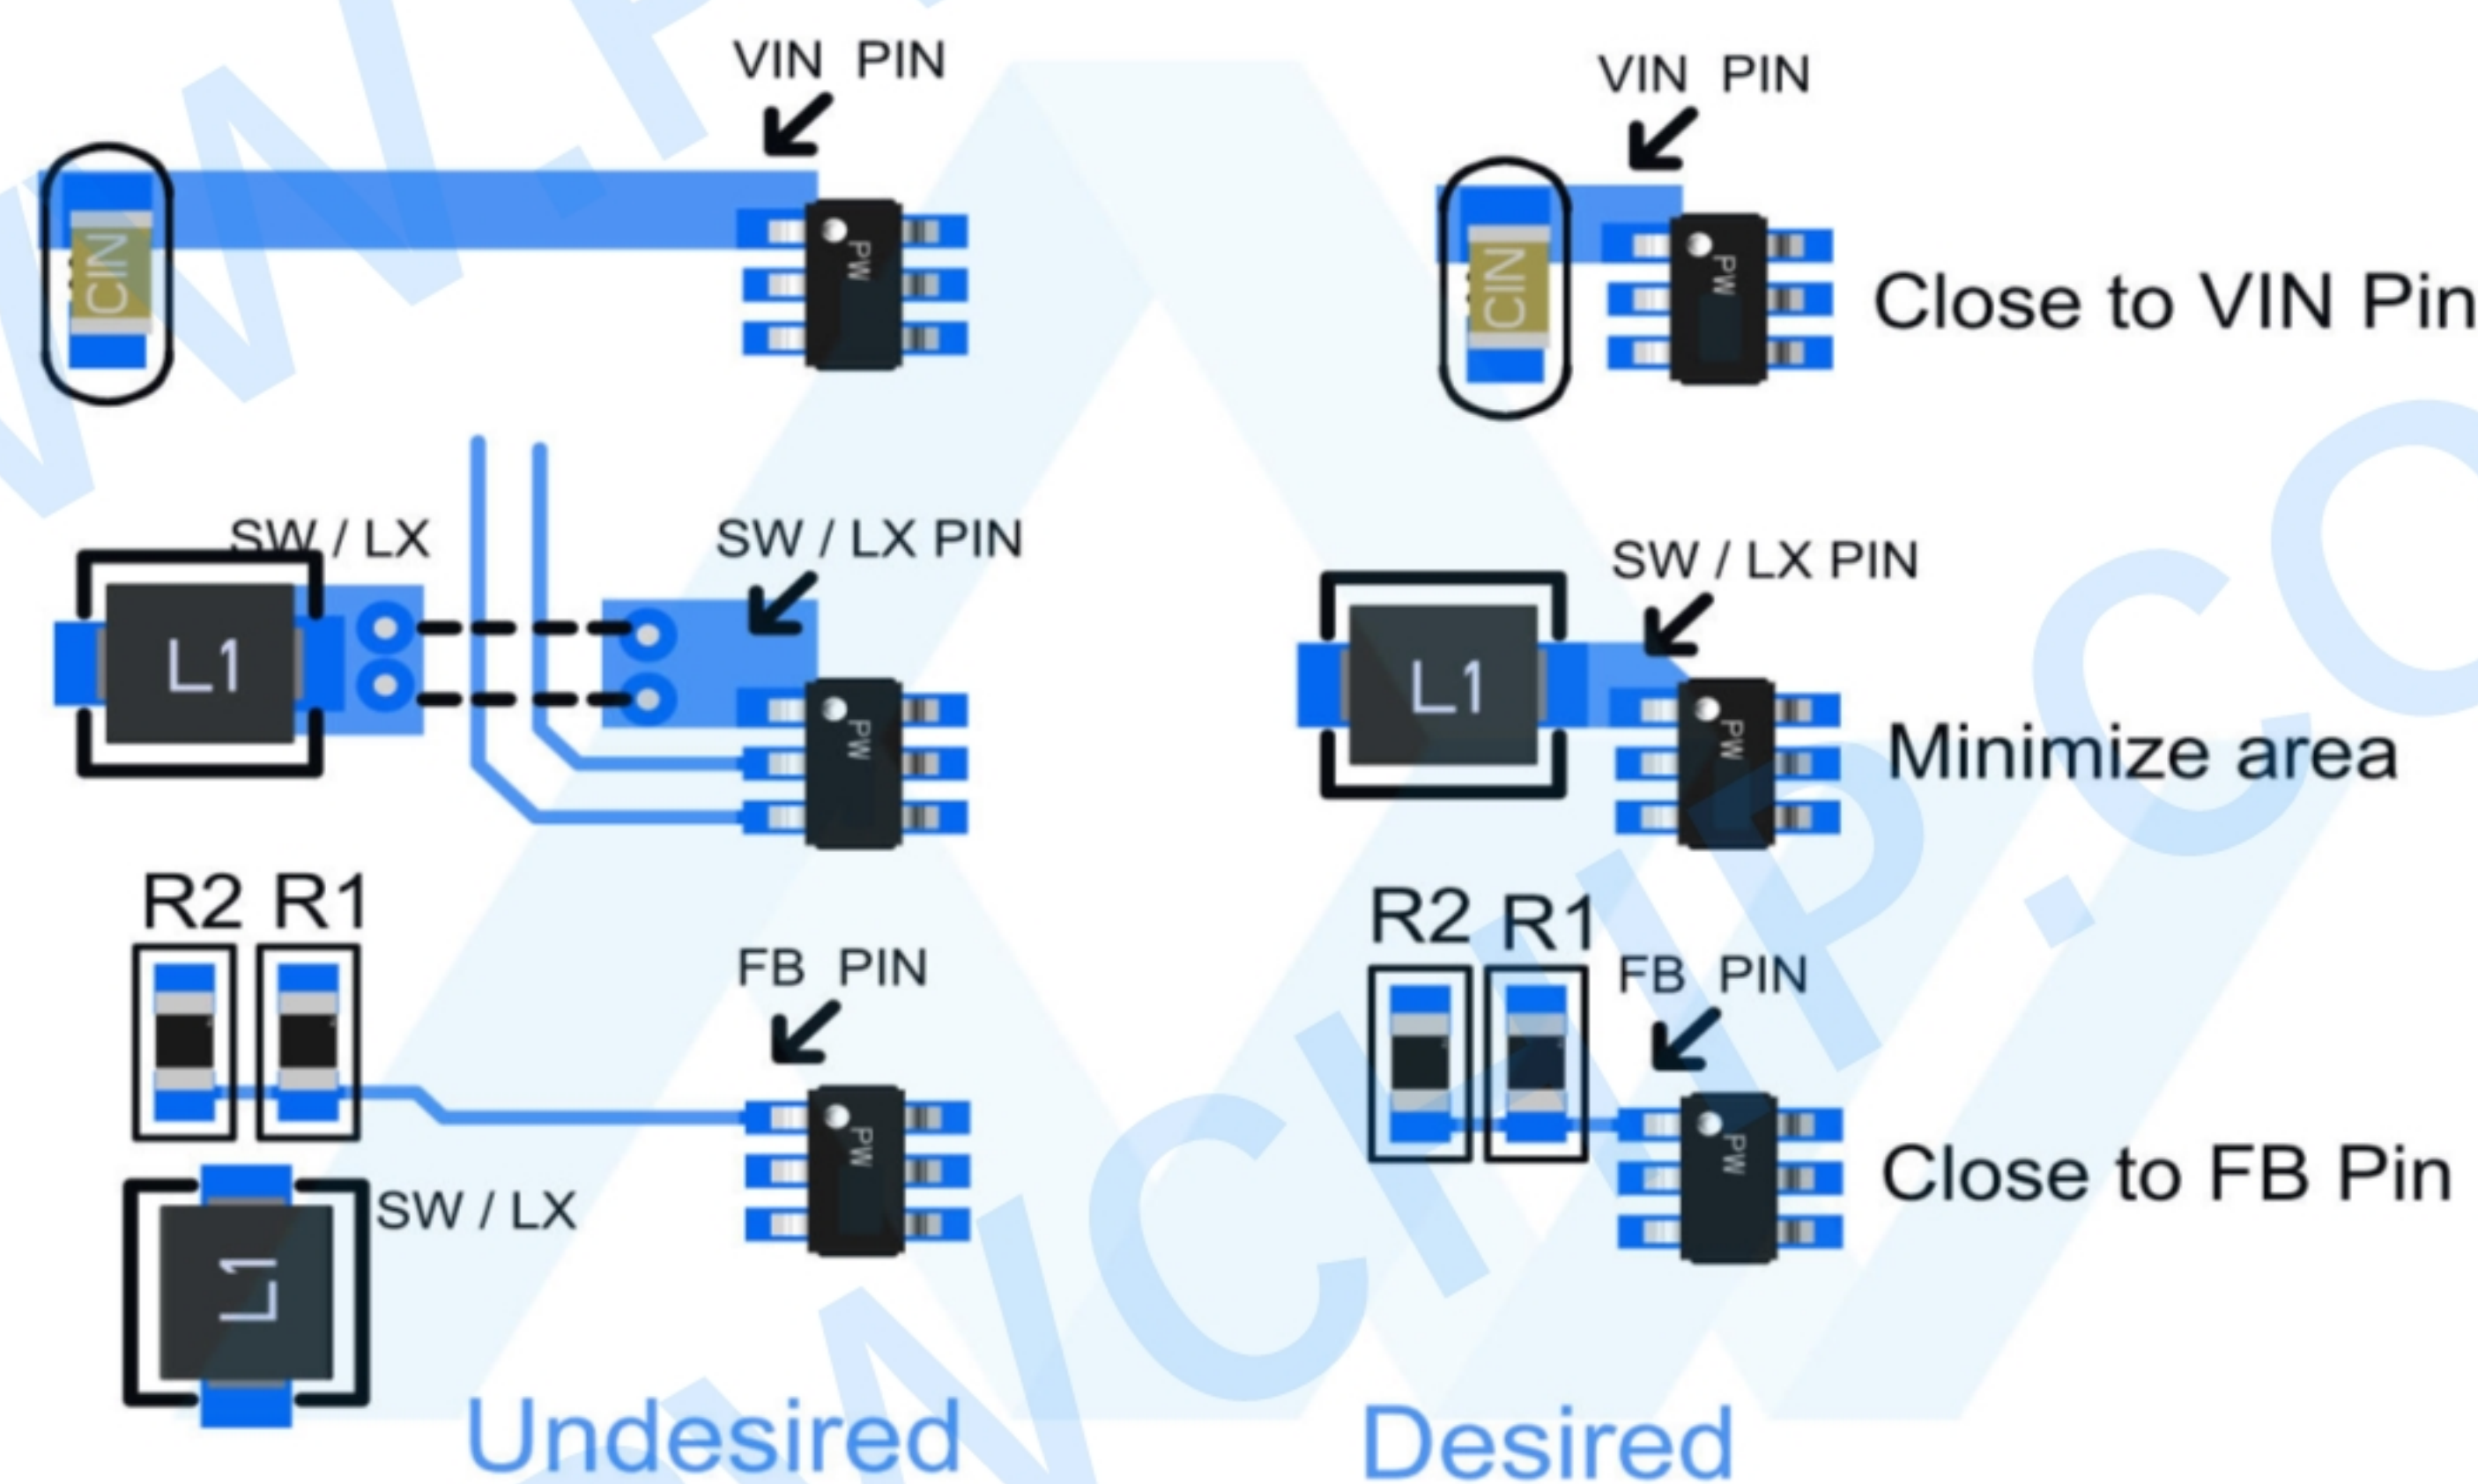 VIN PIN
VIN PIN
CIN
PW
CIN
PW
Close to VIN Pin
SW / LX
SW / LX PIN
SW / LX PIN
L1
PW
L1
PW
Minimize area
R2 R1
R2 R1
FB PIN
FB PIN
PW
PW
Close to FB Pin
SW / LX
L1
Undesired
Desired